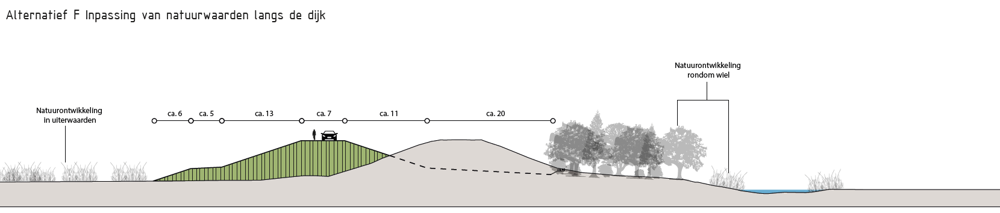 Alternatief F Inpassing van natuurwaarden langs de dijk
Natuurontwikkeling
rondom wiel
Natuurontwikkeling
in uiterwaarden
ca. 6
ca. 5
ca. 13
ca. 7
ca. 11
ca. 20